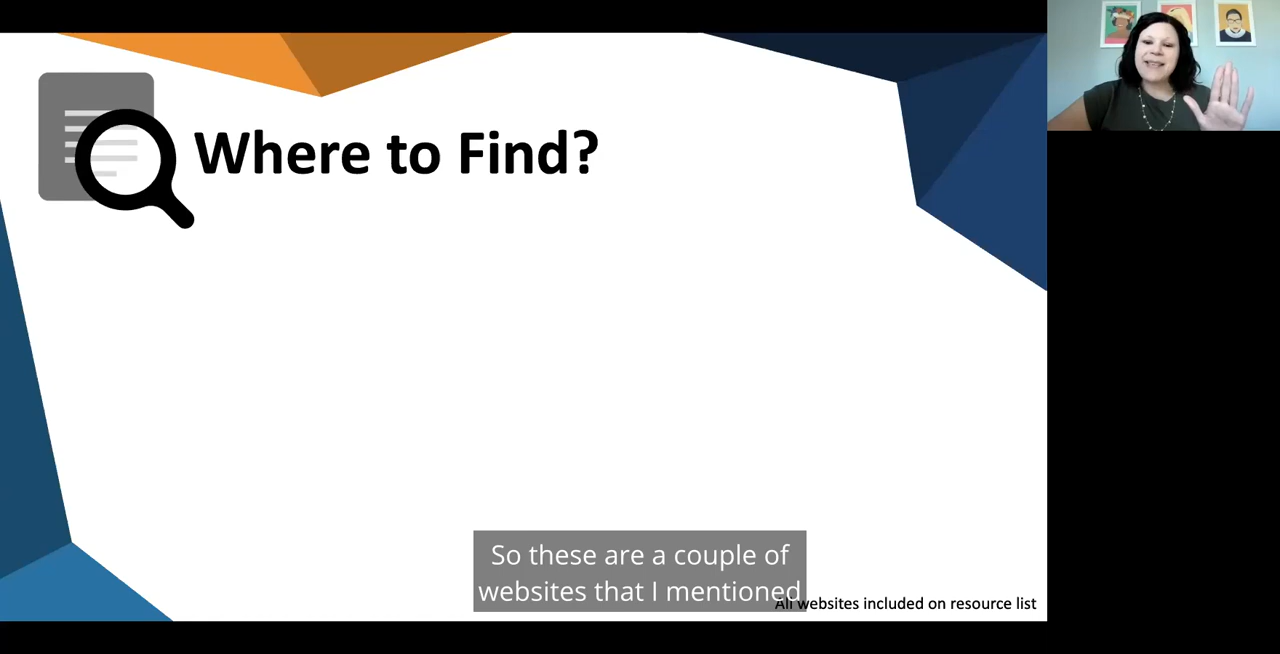 Where to Find?
So these are a couple of
websites that I mentioned
All websites included on resource list